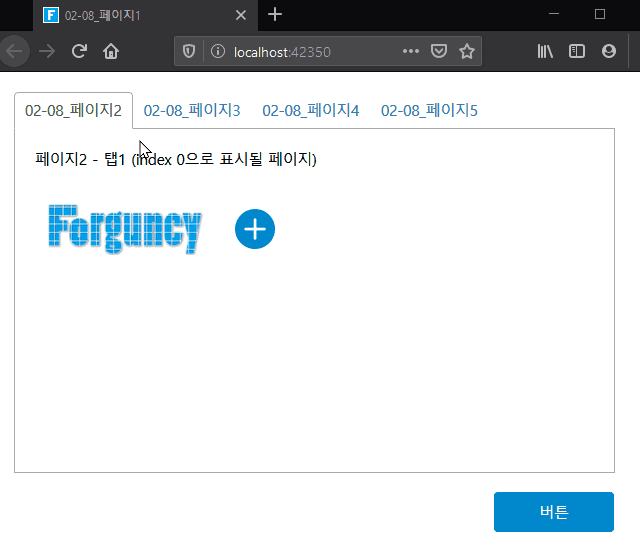 02-08_페이지1
localhost:42350
02-08_페이지2 02-08_페이지3 02-08_페이지4 02-08_페이지5
페이지2 - 탭1 (index 0으로 표시될 페이지)
Forguncy
버튼